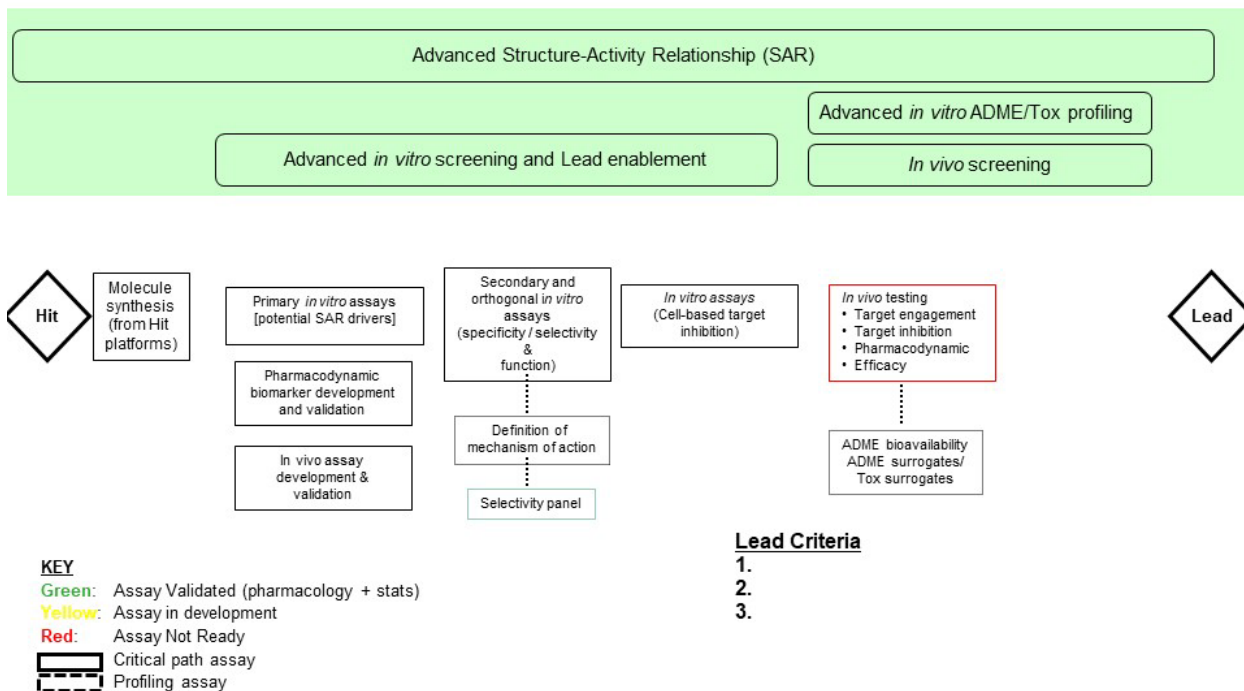 Advanced Structure-Activity Relationship (SAR)
Advanced in vitro ADME/Tox profiling
Advanced in vitro screening and Lead enablement
In vivo screening
Hit
Molecule
synthesis
(from Hit
platforms)
Primary in vitro assays
[potential SAR drivers]
Pharmacodynamic
biomarker development
and validation
In vivo assay
development &
validation
Secondary and
orthogonal in vitro
assays
(specificity / selectivity
&
function)
Definition of
mechanism of action
Selectivity panel
In vitro assays
(Cell-based target
inhibition)
In vivo testing
• Target engagement
• Target inhibition
• Pharmacodynamic
• Efficacy
ADME bioavailability
ADME surrogates/
Tox surrogates
Lead
Lead Criteria
1.
2.
3.
KEY
Green: Assay Validated (pharmacology + stats)
Yellow: Assay in development
Red: Assay Not Ready
Critical path assay
Profiling assay